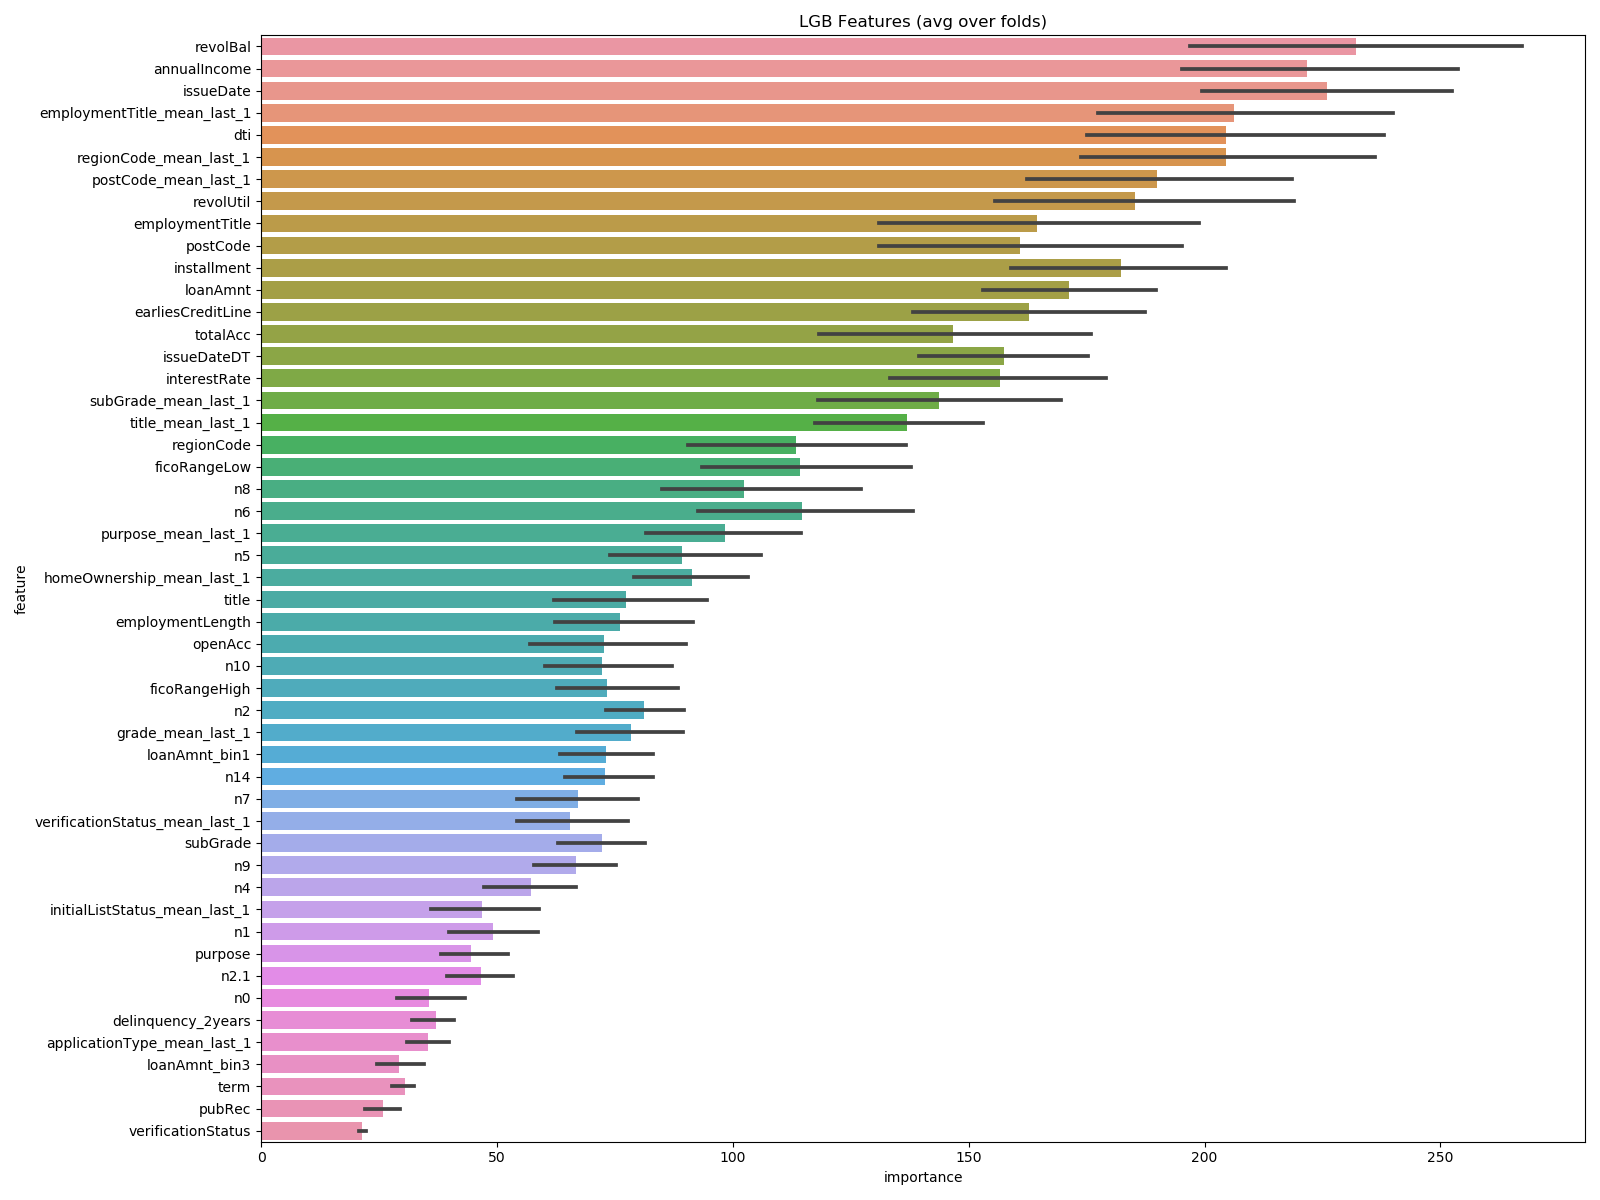 LGB Features (avg over folds)
revolBal
annualIncome
issueDate
employmentTitle_mean_last_1
dti
regionCode_mean_last_1
postCode_mean_last_1
revolUtil
employmentTitle
postCode
installment
loanAmnt
earliesCreditLine
totalAcc
issueDateDT
interestRate
subGrade_mean_last_1
title_mean_last_1
regionCode
ficoRangeLow
n8
n6
purpose_mean_last_1
n5
homeOwnership_mean_last_1
title
employmentLength
openAcc
n10
ficoRangeHigh
n2
grade_mean_last_1
loanAmnt_bin1
n14
n7
verificationStatus_mean_last_1
subGrade
n9
n4
initialListStatus_mean_last_1
n1
purpose
n2.1
n0
delinquency_2years
applicationType_mean_last_1
loanAmnt_bin3
term
pubRec
verificationStatus
feature
0 50 100 150 200 250
importance